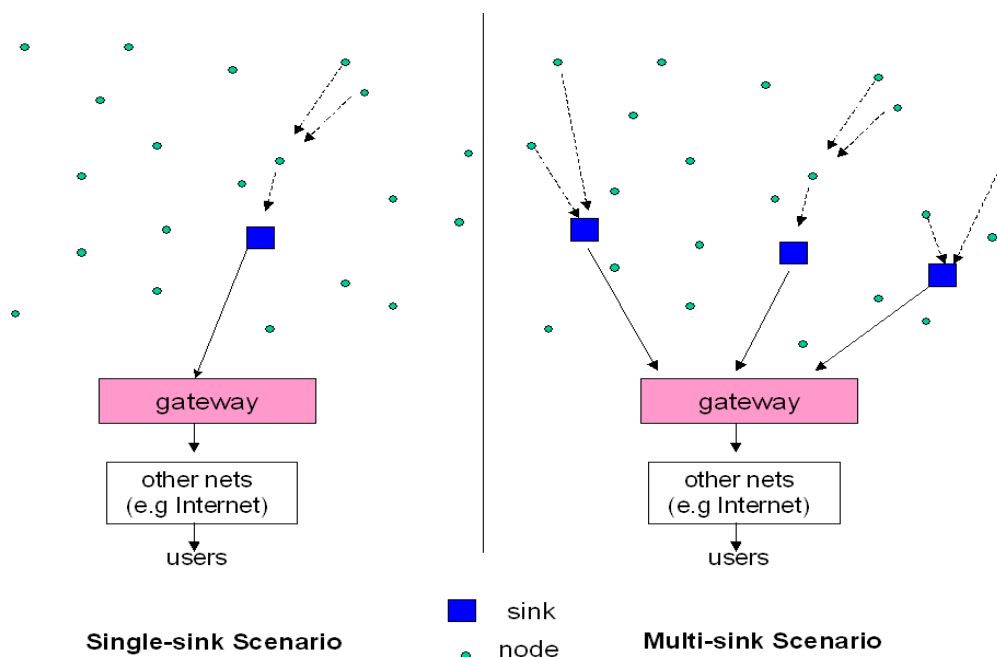 gateway
other nets
(e.g Internet)
users
Single-sink Scenario
gateway
other nets
(e.g Internet)
users
Multi-sink Scenario
sink
node